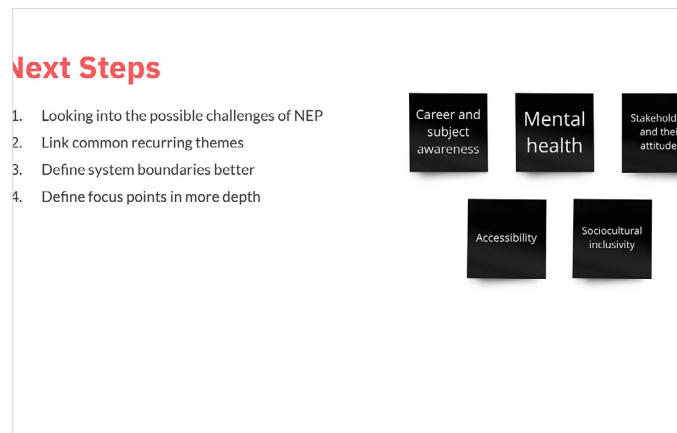 Next Steps
1. Looking into the possible challenges of NEP
2. Link common recurring themes
3. Define system boundaries better
4. Define focus points in more depth
Career and
subject
awareness
Mental
health
and
Accessibility
Sociocultural
inclusivity